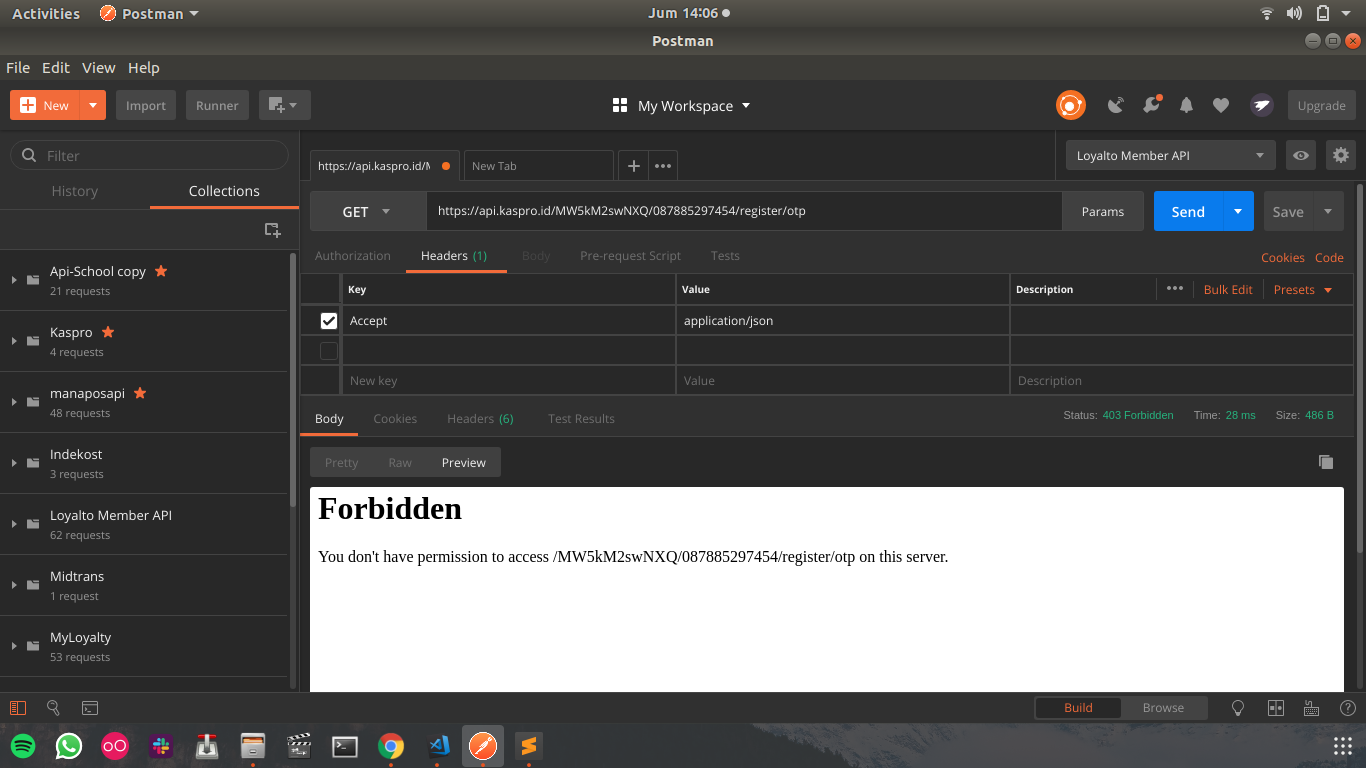 Activities Postman Jum 14:06
Postman
File Edit View Help
New Import Runner My Workspace Upgrade
Filter
History Collections
Api-School copy
21 requests
Kaspro
4 requests
manaposapi
48 requests
Indekost
3 requests
Loyalto Member API
62 requests
Midtrans
1 request
MyLoyalty
53 requests
https://api.kaspro.id/M New Tab + ••• Loyalto Member API
GET https://api.kaspro.id/MW5kM2swNXQ/087885297454/register/otp Params Send Save
Authorization Headers (1) Body Pre-request Script Tests Cookies Code
Key Value Description ••• Bulk Edit Presets
Accept application/json
New key Value Description
Body Cookies Headers (6) Test Results Status: 403 Forbidden Time: 28 ms Size: 486 B
Pretty Raw Preview
Forbidden
You don't have permission to access /MW5kM2swNXQ/087885297454/register/otp on this server.
Build Browse